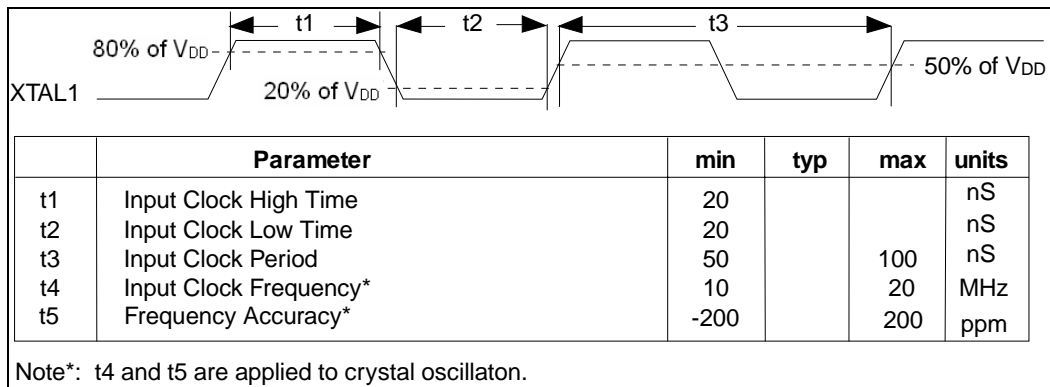 t1 t2 t3
80% of VDD
50% of VDD
XTAL1
20% of VDD
Parameter min typ max units
t1 Input Clock High Time 20 nS
t2 Input Clock Low Time 20 nS
t3 Input Clock Period 50 100 nS
t4 Input Clock Frequency* 10 20 MHz
t5 Frequency Accuracy* -200 200 ppm
Note*: t4 and t5 are applied to crystal oscillaton.